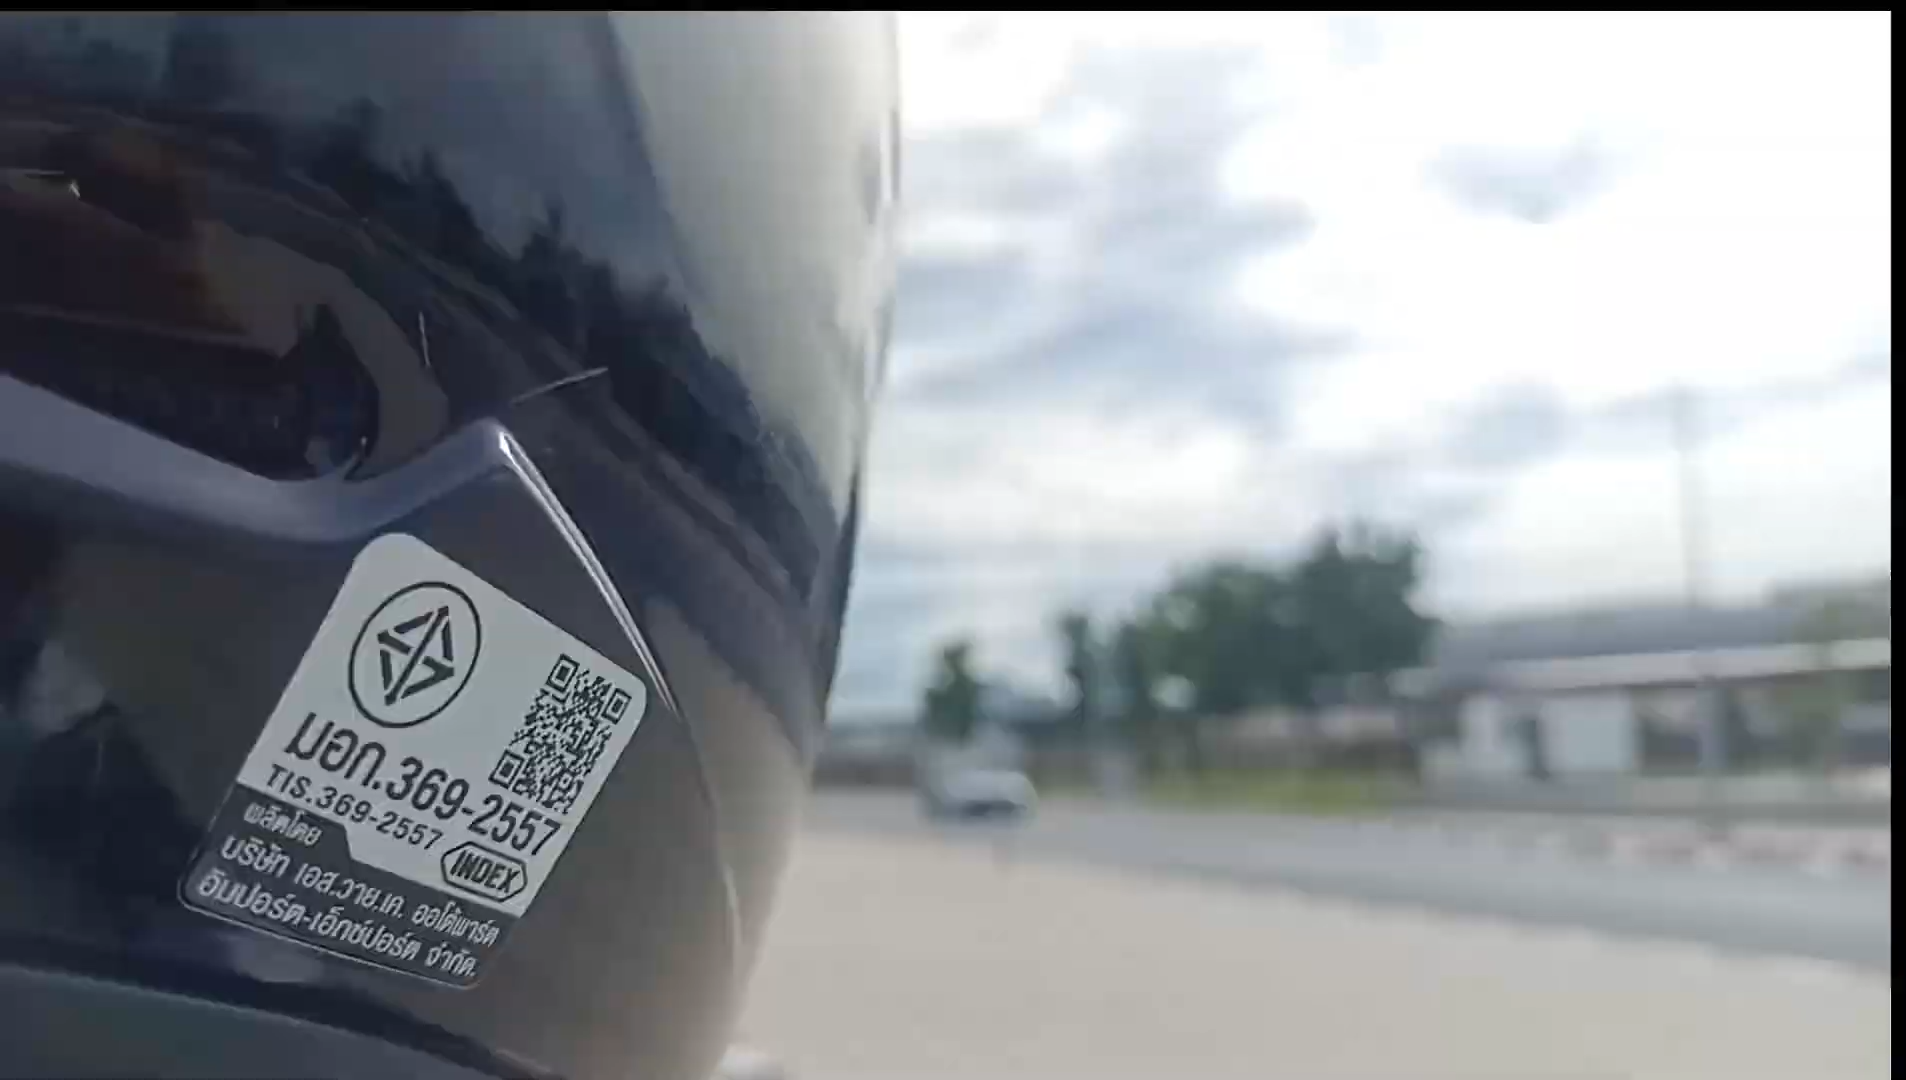 มอก.369-2557
TIS.369-2557
INDEX
ผลิตโดย
บริษัท เอส.วาย.เค. ออโต้พาร์ต
อิมปอร์ต-เอ็กซ์ปอร์ต จำกัด.